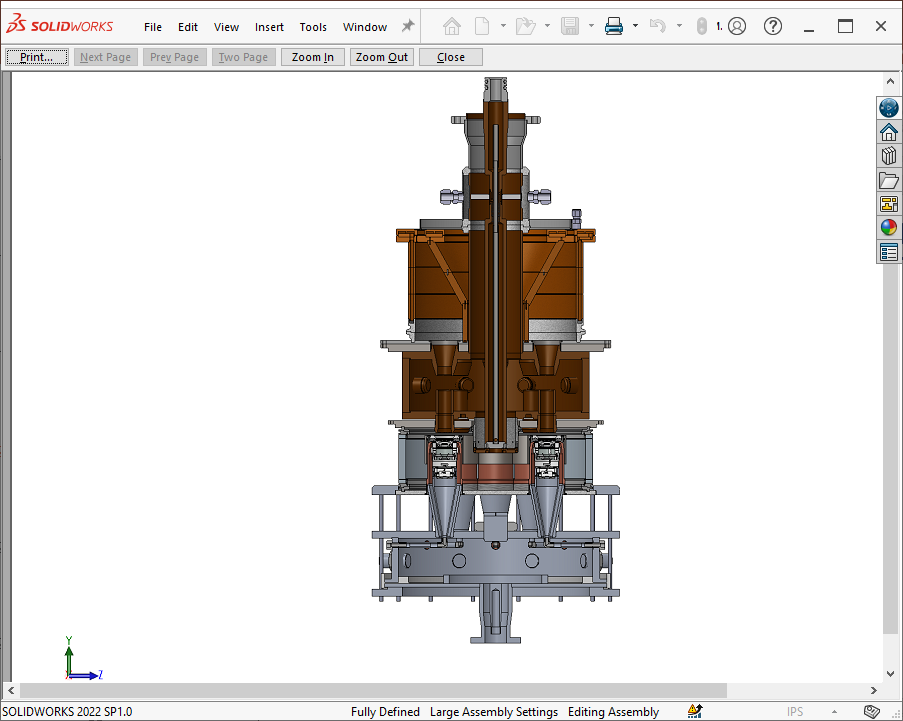 SOLIDWORKS File Edit View Insert Tools Window 1. ?
Print... Next Page Prev Page Two Page Zoom In Zoom Out Close
Y
X Z
SOLIDWORKS 2022 SP1.0 Fully Defined Large Assembly Settings Editing Assembly IPS